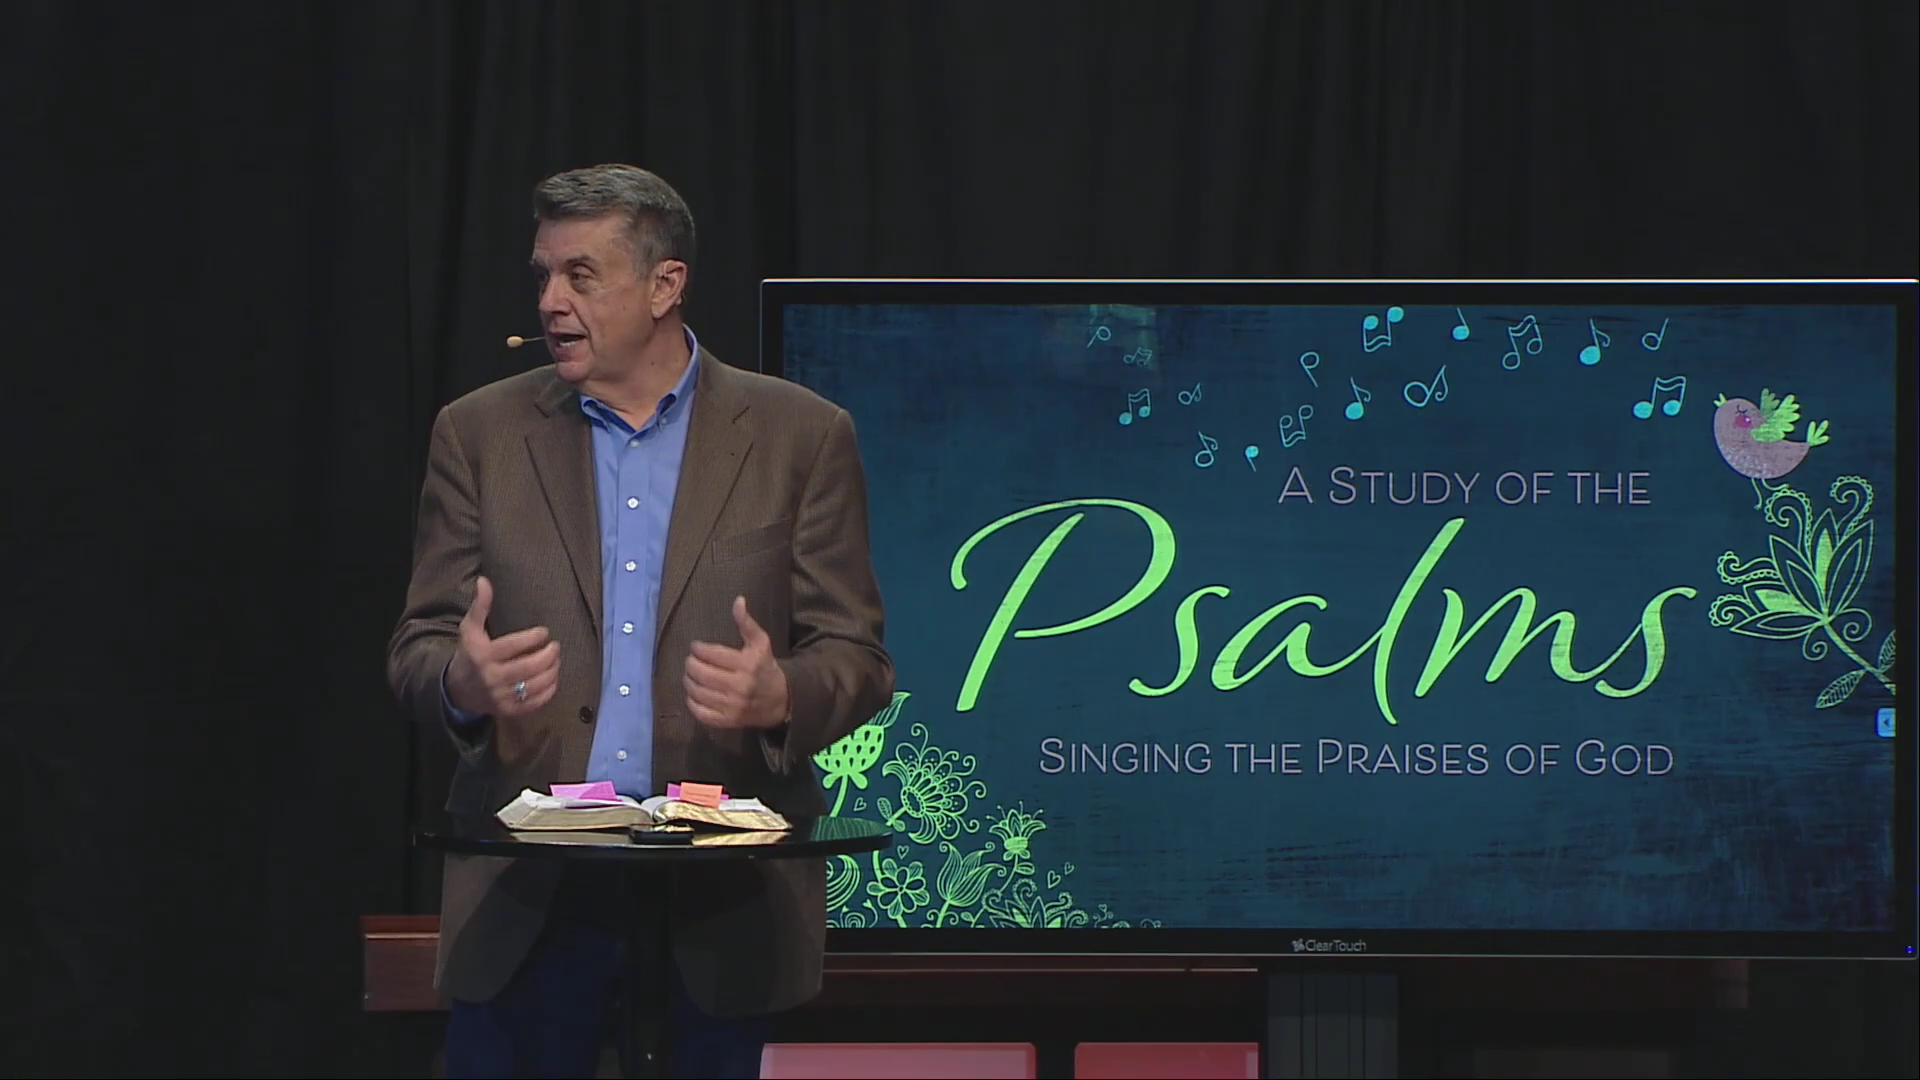 A STUDY OF THE
Psalms
SINGING THE PRAISES OF GOD
ClearTouch